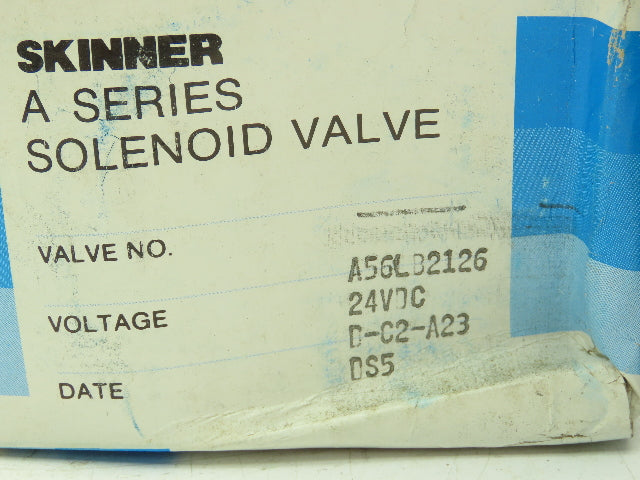 SKINNER
A SERIES
SOLENOID VALVE
VALVE NO. A56LB2126
VOLTAGE 24VDC
D-C2-A23
DATE DS5